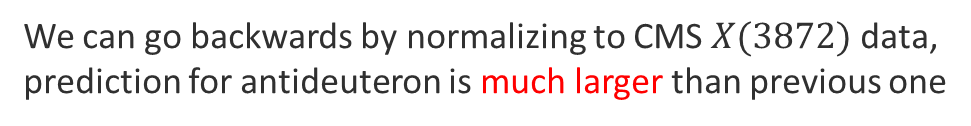 We can go backwards by normalizing to CMS X(3872) data,
prediction for antideuteron is much larger than previous one